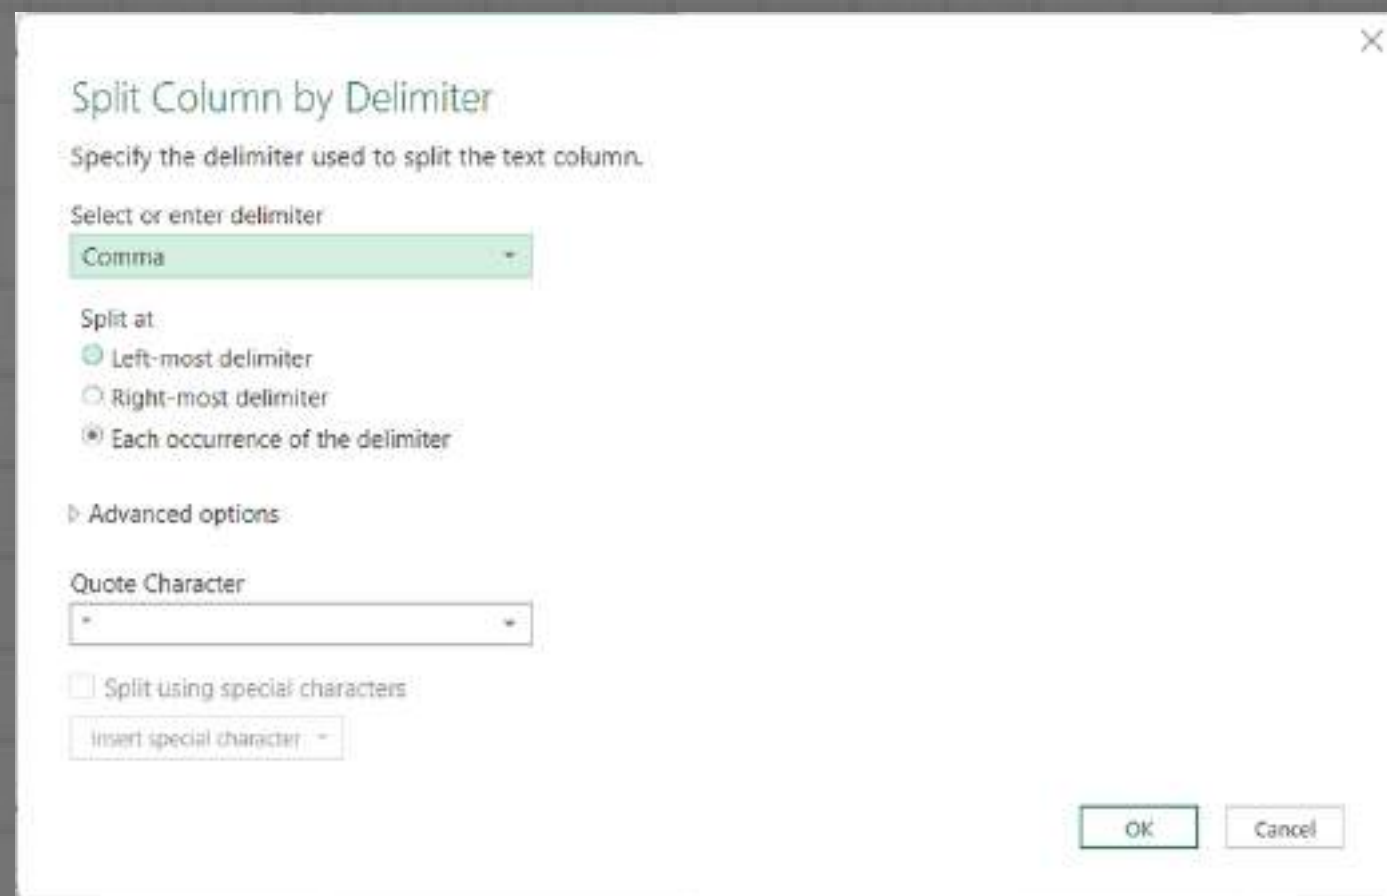 Split Column by Delimiter
Specify the delimiter used to split the text column.
Select or enter delimiter
Comma
Split at
Left-most delimiter
Right-most delimiter
Each occurrence of the delimiter
Advanced options
Quote Character
"
Split using special characters
Insert special character
OK
Cancel